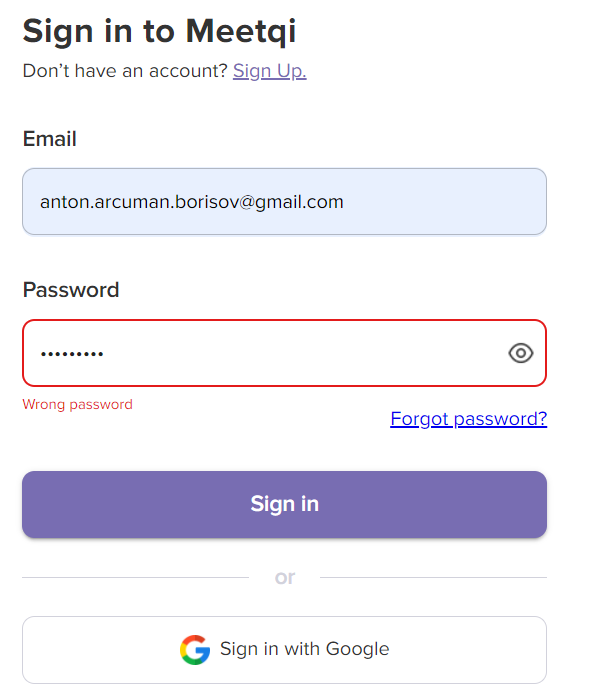 Sign in to Meetqi
Don’t have an account? Sign Up.
Email
anton.arcuman.borisov@gmail.com
Password
•••••••••
Wrong password
Forgot password?
Sign in
or
Sign in with Google